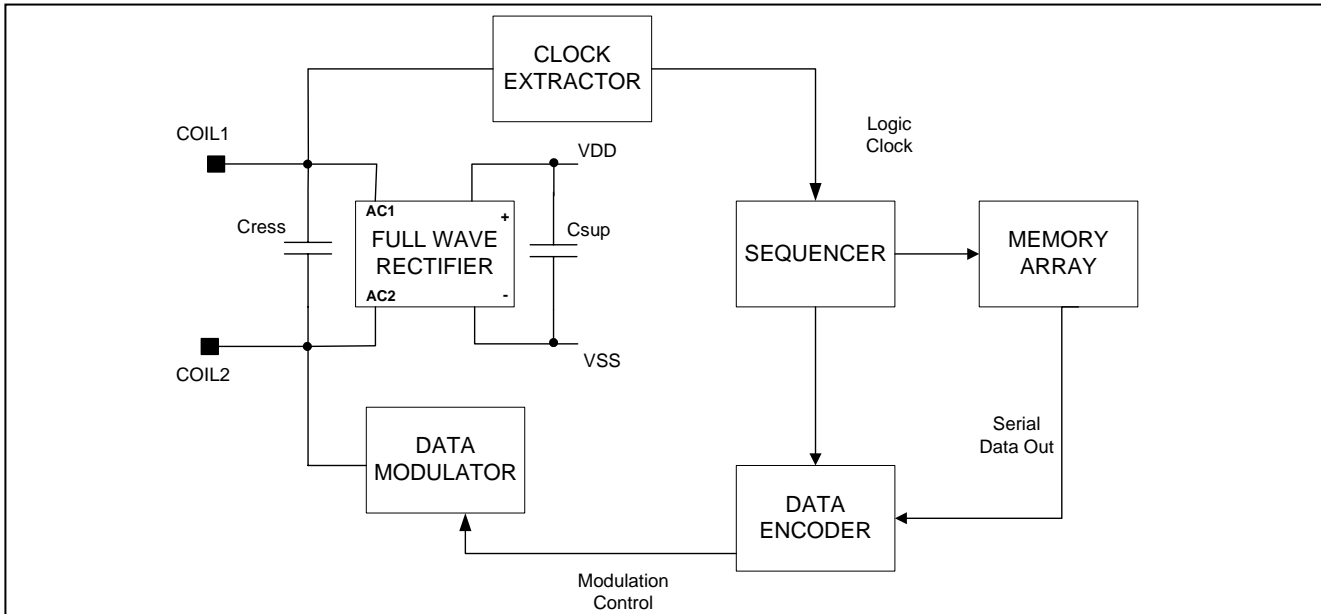 CLOCK
EXTRACTOR
COIL1
Logic
Clock
VDD
AC1
+
Cress
FULL WAVE
RECTIFIER
Csup
SEQUENCER
MEMORY
ARRAY
AC2
-
COIL2
VSS
DATA
MODULATOR
Serial
Data Out
DATA
ENCODER
Modulation
Control